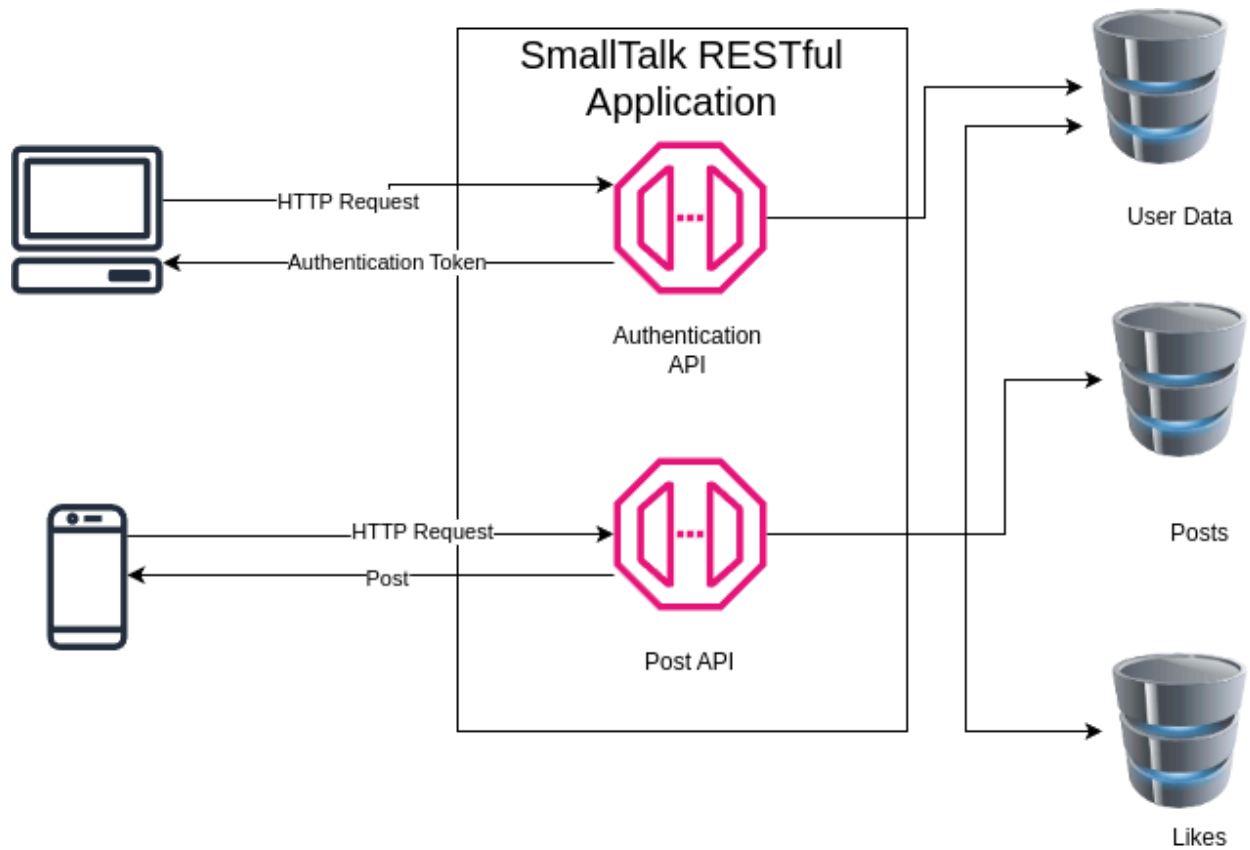 SmallTalk RESTful
Application
HTTP Request
Authentication Token
Authentication
API
User Data
HTTP Request
Post
Post API
Posts
Likes